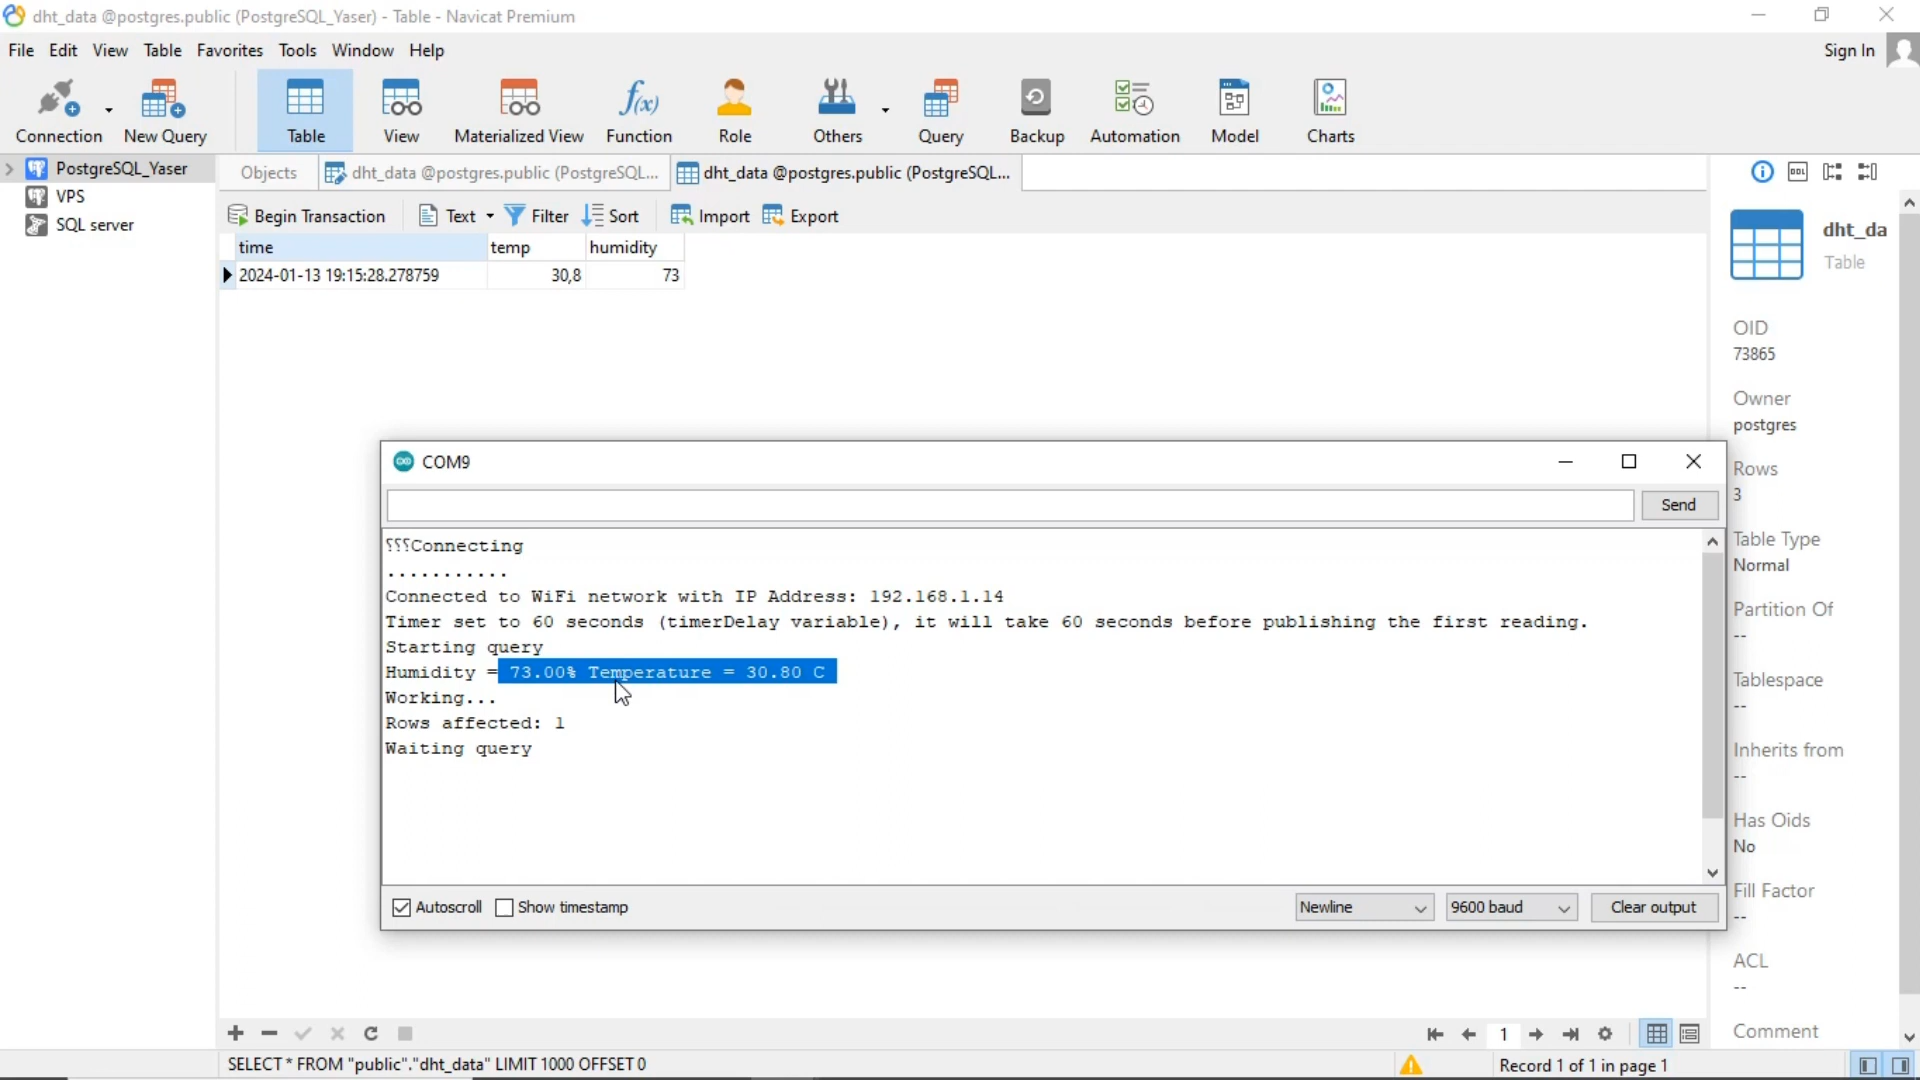 dht_data @postgres.public (PostgreSQL_Yaser) - Table - Navicat Premium
File Edit View Table Favorites Tools Window Help Sign In
Connection New Query Table View Materialized View Function Role Others Query Backup Automation Model Charts
PostgreSQL_Yaser
VPS
SQL server
Objects dht_data @postgres.public (PostgreSQL... dht_data @postgres.public (PostgreSQL...
Begin Transaction Text Filter Sort Import Export
time temp humidity
2024-01-13 19:15:28.278759 30,8 73
dht_da
Table
OID
73865
Owner
postgres
Rows
3
Table Type
Normal
Partition Of
--
Tablespace
--
Inherits from
--
Has Oids
No
Fill Factor
--
ACL
--
Comment
COM9
Send
⸮⸮⸮Connecting
...........
Connected to WiFi network with IP Address: 192.168.1.14
Timer set to 60 seconds (timerDelay variable), it will take 60 seconds before publishing the first reading.
Starting query
Humidity = 73.00% Temperature = 30.80 C
Working...
Rows affected: 1
Waiting query
Autoscroll Show timestamp Newline 9600 baud Clear output
1
SELECT * FROM "public"."dht_data" LIMIT 1000 OFFSET 0 Record 1 of 1 in page 1